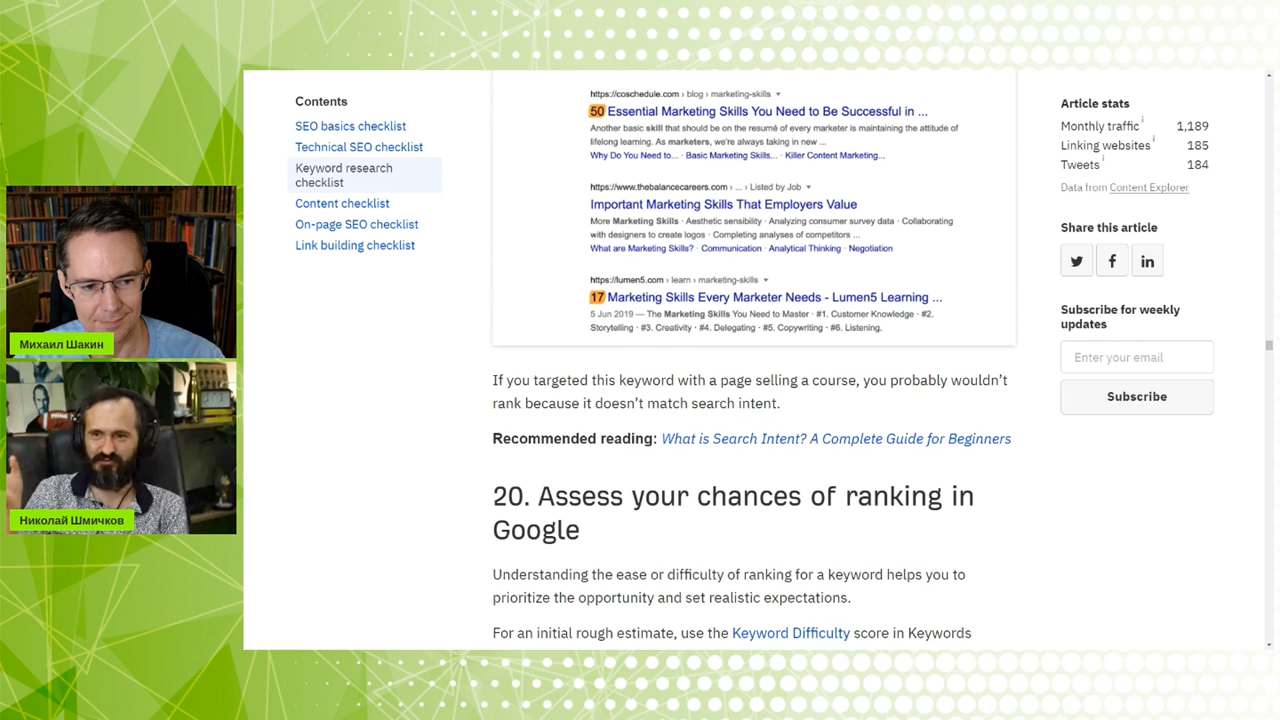 Contents
SEO basics checklist
Technical SEO checklist
Keyword research
checklist
Content checklist
On-page SEO checklist
Link building checklist
Михаил Шакин
Николай Шмичков
https://coschedule.com › blog › marketing-skills
50 Essential Marketing Skills You Need to Be Successful in ...
Another basic skill that should be on the resumé of every marketer is maintaining the attitude of
lifelong learning. As marketers, we're always taking in new ...
Why Do You Need to... · Basic Marketing Skills... · Killer Content Marketing...
https://www.thebalancecareers.com › ... › Listed by Job
Important Marketing Skills That Employers Value
More Marketing Skills · Aesthetic sensibility · Analyzing consumer survey data · Collaborating
with designers to create logos · Completing analyses of competitors ...
What are Marketing Skills? · Communication · Analytical Thinking · Negotiation
https://lumen5.com › learn › marketing-skills
17 Marketing Skills Every Marketer Needs - Lumen5 Learning ...
5 Jun 2019 — The Marketing Skills You Need to Master · #1. Customer Knowledge · #2.
Storytelling · #3. Creativity · #4. Delegating · #5. Copywriting · #6. Listening.
If you targeted this keyword with a page selling a course, you probably wouldn't
rank because it doesn't match search intent.
Recommended reading: What is Search Intent? A Complete Guide for Beginners
20. Assess your chances of ranking in
Google
Understanding the ease or difficulty of ranking for a keyword helps you to
prioritize the opportunity and set realistic expectations.
For an initial rough estimate, use the Keyword Difficulty score in Keywords
Article stats
Monthly traffic i 1,189
Linking websites i 185
Tweets i 184
Data from Content Explorer
Share this article
Subscribe for weekly
updates
Enter your email
Subscribe